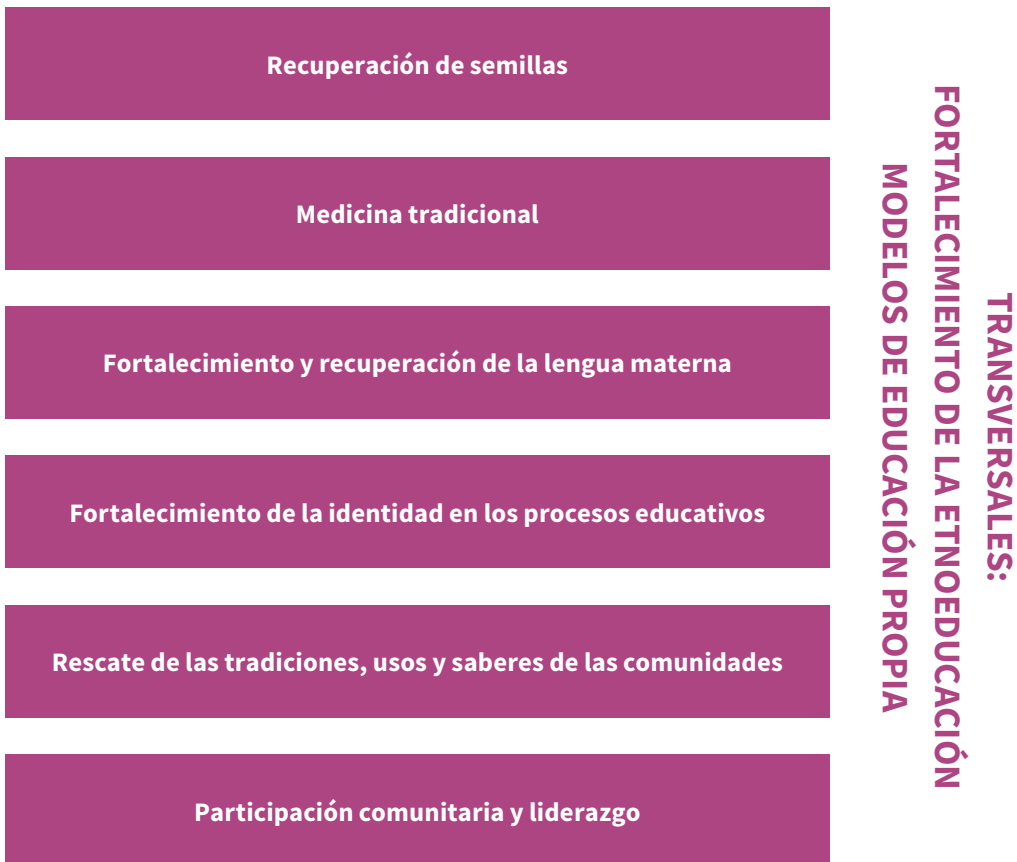 Recuperación de semillas
Medicina tradicional
Fortalecimiento y recuperación de la lengua materna
Fortalecimiento de la identidad en los procesos educativos
Rescate de las tradiciones, usos y saberes de las comunidades
Participación comunitaria y liderazgo
TRANSVERSALES:
FORTALECIMIENTO DE LA ETNOEDUCACIÓN
MODELOS DE EDUCACIÓN PROPIA